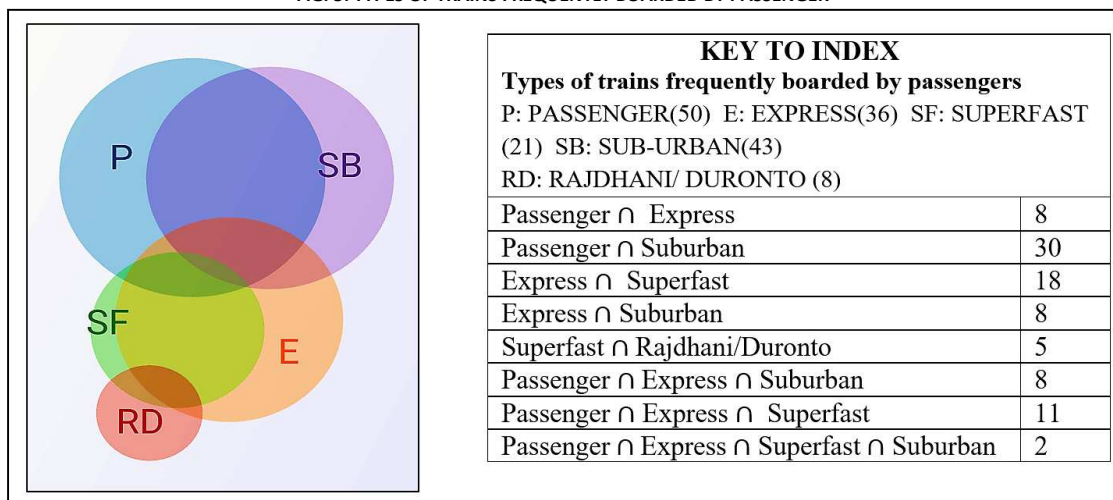 P
SB
SF
E
RD
KEY TO INDEX
Types of trains frequently boarded by passengers
P: PASSENGER(50) E: EXPRESS(36) SF: SUPERFAST
(21) SB: SUB-URBAN(43)
RD: RAJDHANI/ DURONTO (8)
Passenger ∩ Express 8
Passenger ∩ Suburban 30
Express ∩ Superfast 18
Express ∩ Suburban 8
Superfast ∩ Rajdhani/Duronto 5
Passenger ∩ Express ∩ Suburban 8
Passenger ∩ Express ∩ Superfast 11
Passenger ∩ Express ∩ Superfast ∩ Suburban 2